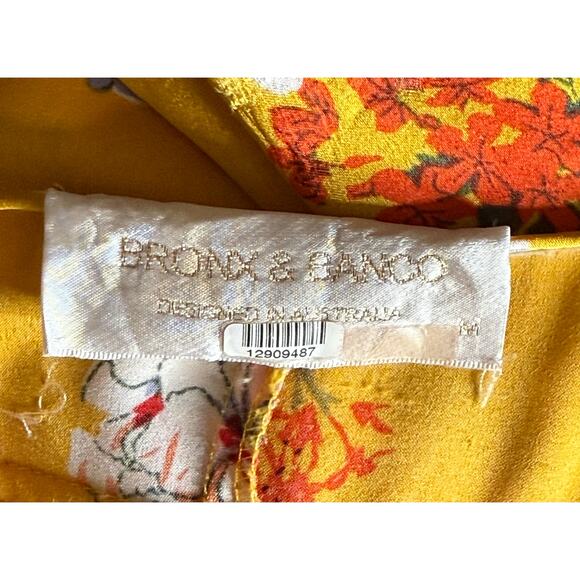 BRONX & BANCO
DESIGNED IN AUSTRALIA
M
12909487